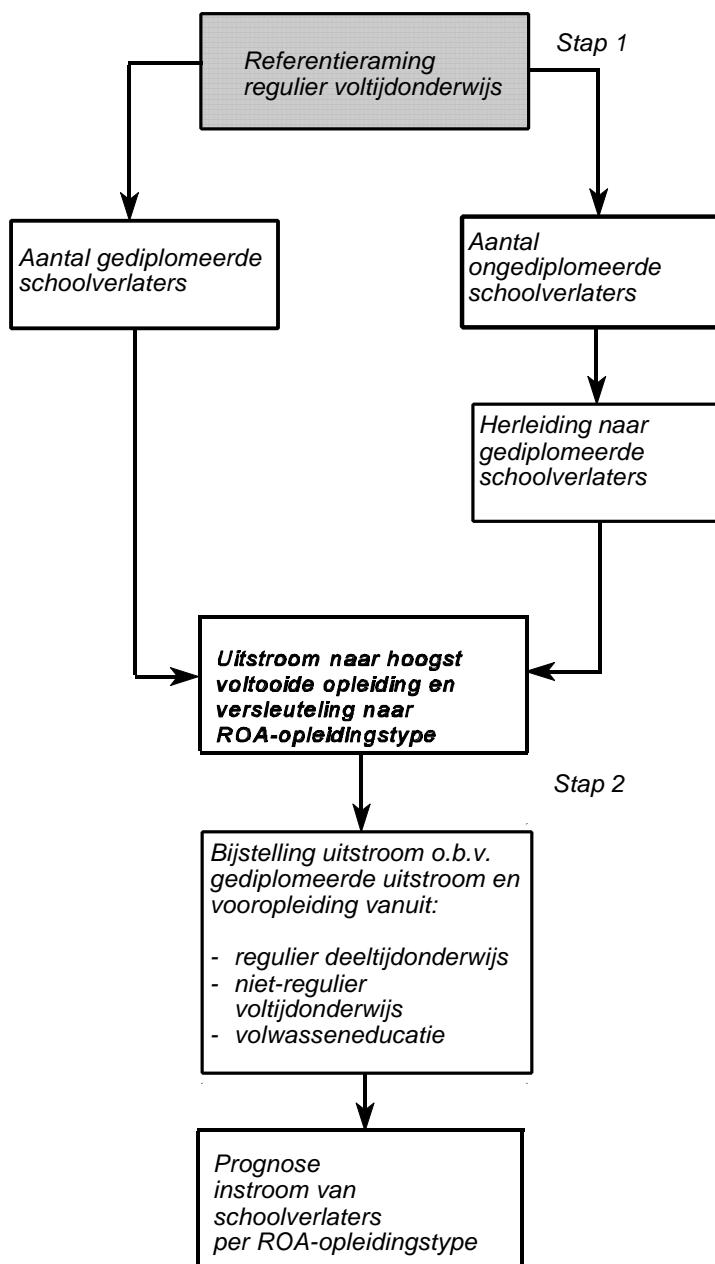 Stap 1
Referentieraming
regulier voltijdonderwijs
Aantal gediplomeerde
schoolverlaters
Aantal
ongediplomeerde
schoolverlaters
Herleiding naar
gediplomeerde
schoolverlaters
Uitstroom naar hoogst
voltooide opleiding en
versleuteling naar
ROA-opleidingstype
Stap 2
Bijstelling uitstroom o.b.v.
gediplomeerde uitstroom en
vooropleiding vanuit:
- regulier deeltijdonderwijs
- niet-regulier
voltijdonderwijs
- volwasseneducatie
Prognose
instroom van
schoolverlaters
per ROA-opleidingstype